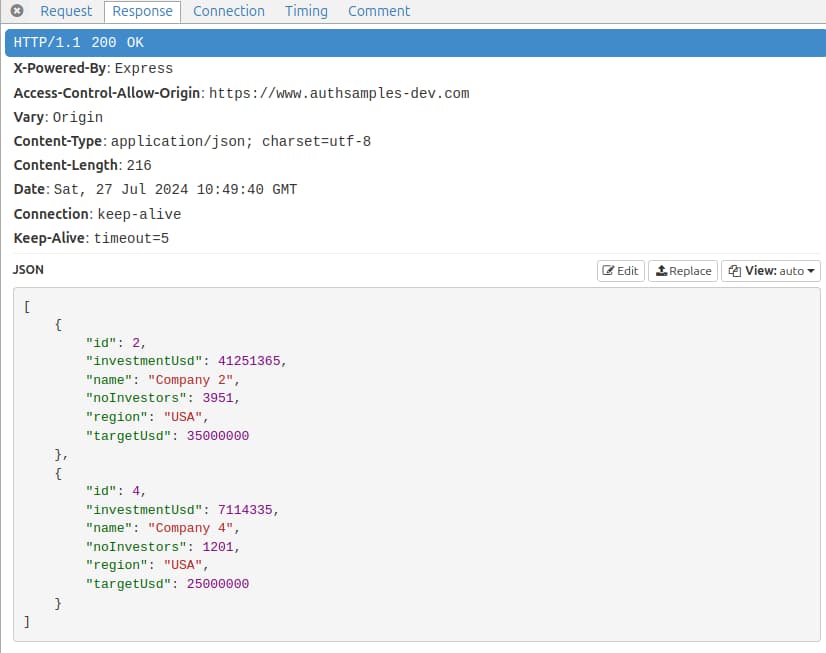 Request Response Connection Timing Comment
HTTP/1.1 200 OK
X-Powered-By: Express
Access-Control-Allow-Origin: https://www.authsamples-dev.com
Vary: Origin
Content-Type: application/json; charset=utf-8
Content-Length: 216
Date: Sat, 27 Jul 2024 10:49:40 GMT
Connection: keep-alive
Keep-Alive: timeout=5
JSON Edit Replace View: auto
[
    {
        "id": 2,
        "investmentUsd": 41251365,
        "name": "Company 2",
        "noInvestors": 3951,
        "region": "USA",
        "targetUsd": 35000000
    },
    {
        "id": 4,
        "investmentUsd": 7114335,
        "name": "Company 4",
        "noInvestors": 1201,
        "region": "USA",
        "targetUsd": 25000000
    }
]